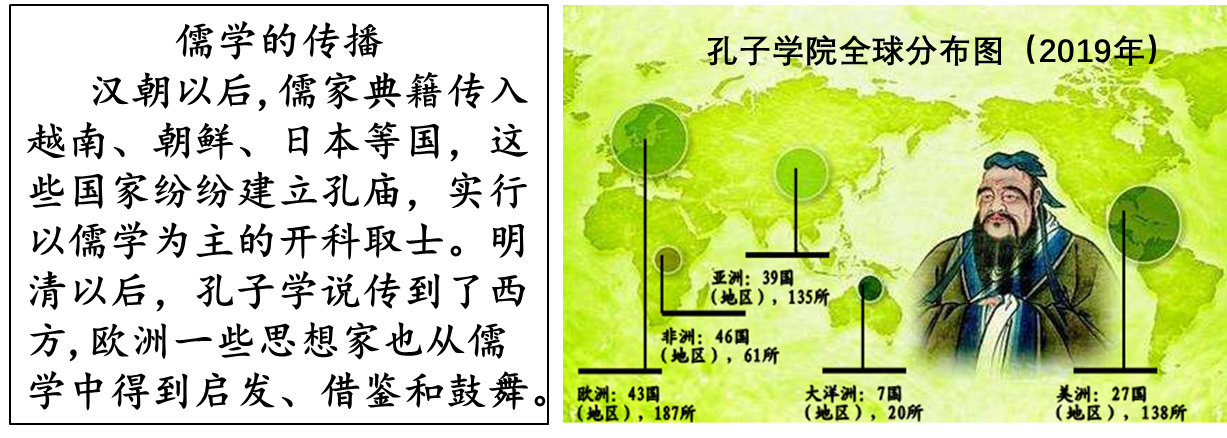 儒学的传播
汉朝以后,儒家典籍传入
越南、朝鲜、日本等国，这
些国家纷纷建立孔庙，实行
以儒学为主的开科取士。明
清以后，孔子学说传到了西
方,欧洲一些思想家也从儒
学中得到启发、借鉴和鼓舞。
孔子学院全球分布图（2019年）
亚洲：39国
（地区），135所
非洲：46国
（地区），61所
欧洲：43国
（地区），187所
大洋洲：7国
（地区），20所
美洲：27国
（地区），138所